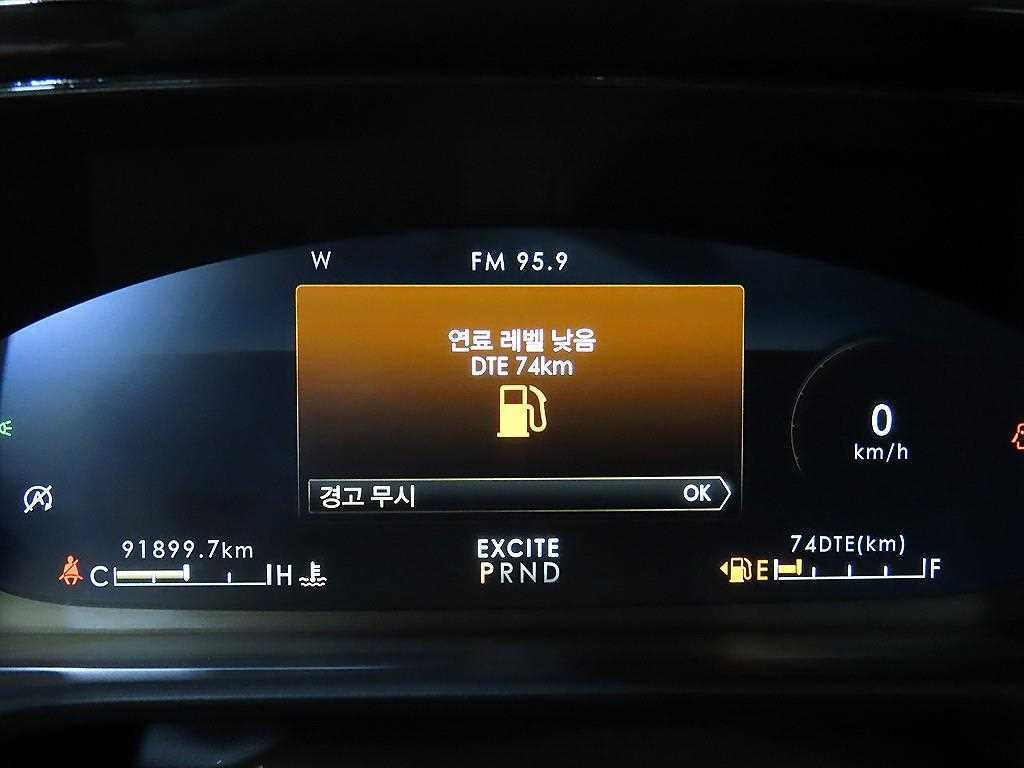 W FM 95.9
연료 레벨 낮음
DTE 74km
0
km/h
경고 무시 OK
91899.7km EXCITE 74DTE(km)
C H PRND E F